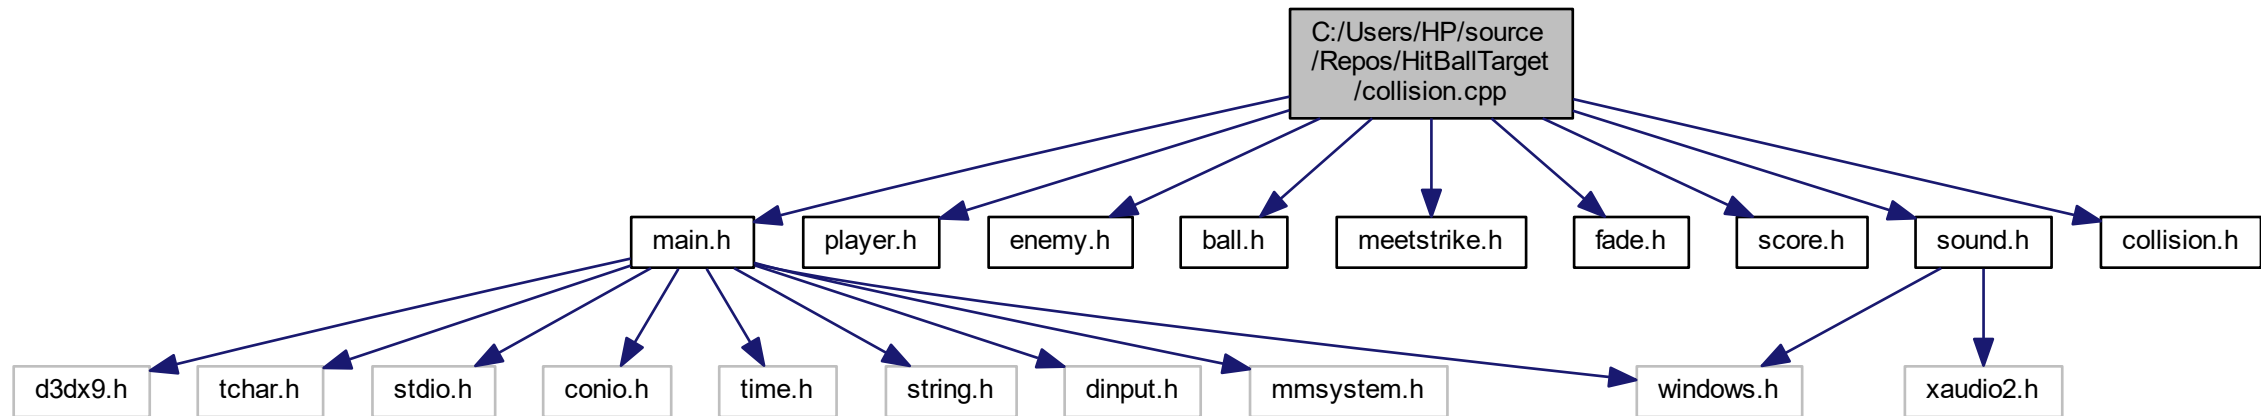 C:/Users/HP/source
/Repos/HitBallTarget
/collision.cpp
main.h
player.h
enemy.h
ball.h
meetstrike.h
fade.h
score.h
sound.h
collision.h
d3dx9.h
tchar.h
stdio.h
conio.h
time.h
string.h
dinput.h
mmsystem.h
windows.h
xaudio2.h